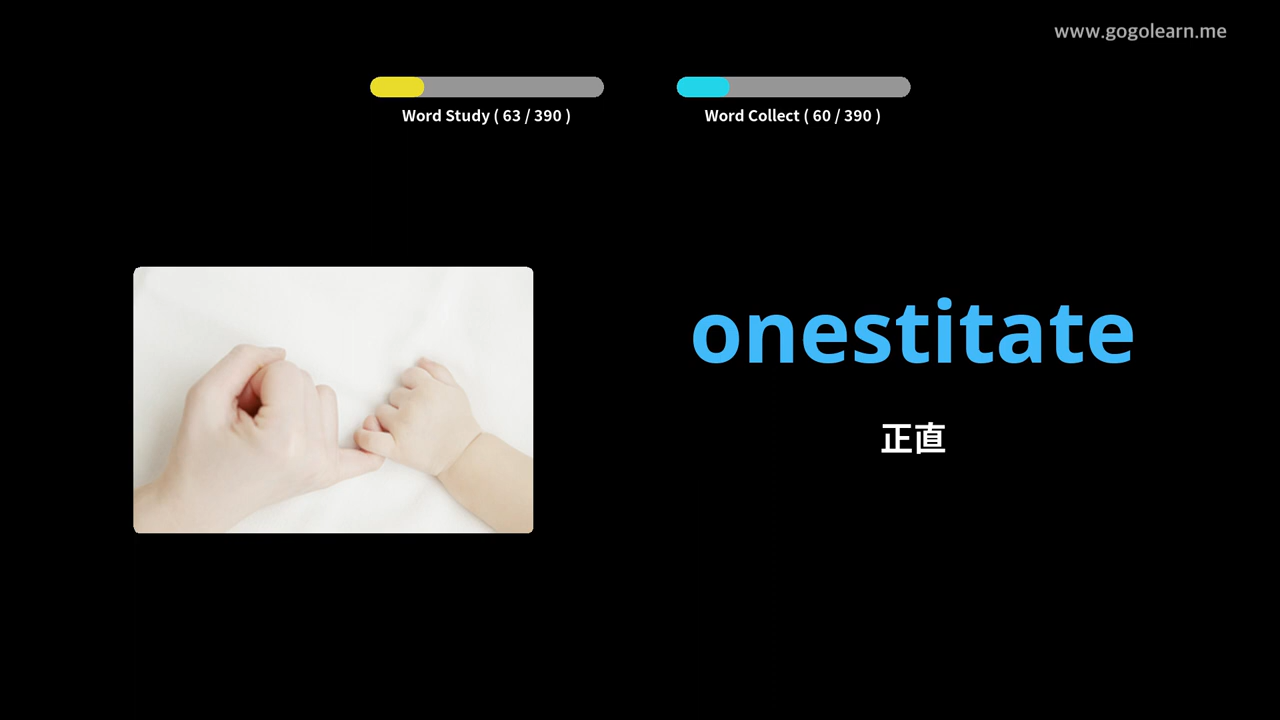 www.gogolearn.me
Word Study ( 63 / 390 )
Word Collect ( 60 / 390 )
onestitate
正直